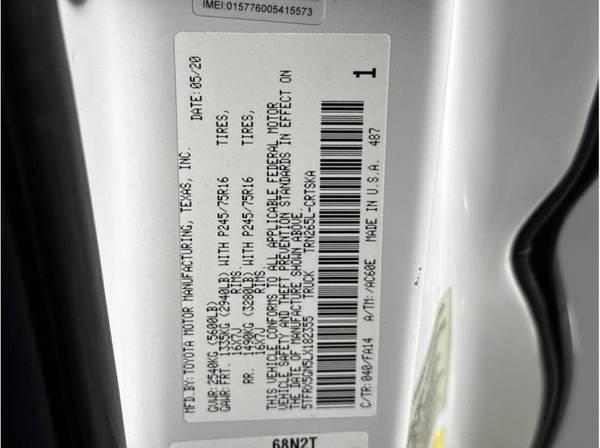 IMEI:015776005415573
MFD.BY:TOYOTA MOTOR MANUFACTURING, TEXAS, INC. DATE: 05/20
GVWR: 2540KG (5600LB)
GAWR: FRT. 1335KG (2940LB) WITH P245/75R16 TIRES,
16X7J RIMS.
RR. 1490KG (3280LB) WITH P245/75R16 TIRES,
16X7J RIMS.
THIS VEHICLE CONFORMS TO ALL APPLICABLE FEDERAL MOTOR
VEHICLE SAFETY AND THEFT PREVENTION STANDARDS IN EFFECT ON
THE DATE OF MANUFACTURE SHOWN ABOVE.
5TFRX5GN5LX182355 TRUCK TRN265L-CRTSKA
C/TR: 040/FA14 A/TM: /AC60E MADE IN U.S.A. 487
1
68N2T